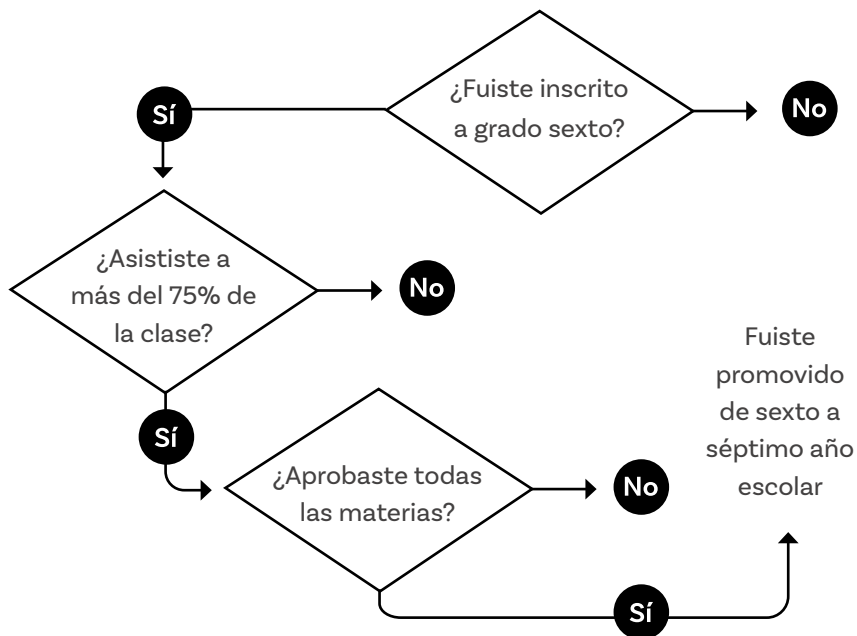 ¿Fuiste inscrito
a grado sexto?
No
Sí
¿Asististe a
más del 75% de
la clase?
No
Sí
¿Aprobaste todas
las materias?
No
Sí
Fuiste
promovido
de sexto a
séptimo año
escolar